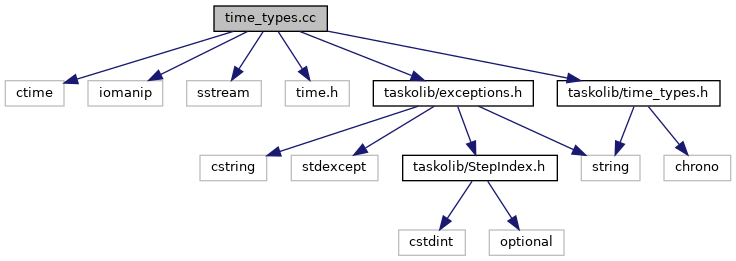 time_types.cc
ctime
iomanip
sstream
time.h
taskolib/exceptions.h
taskolib/time_types.h
cstring
stdexcept
taskolib/StepIndex.h
string
chrono
cstdint
optional